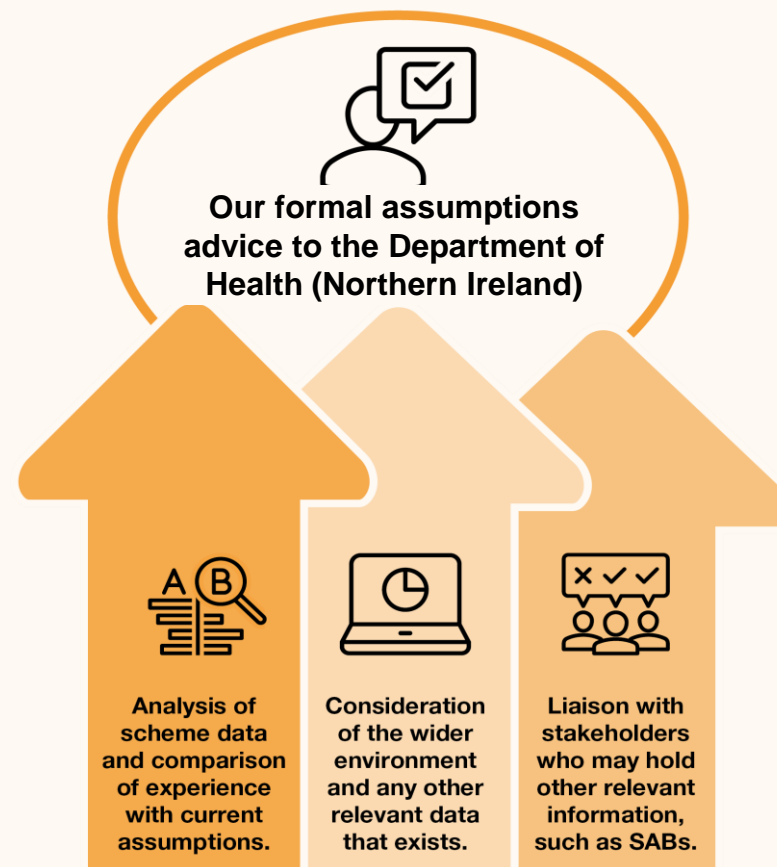 Our formal assumptions
advice to the Department of
Health (Northern Ireland)
A B
Analysis of
scheme data
and comparison
of experience
with current
assumptions.
Consideration
of the wider
environment
and any other
relevant data
that exists.
Liaison with
stakeholders
who may hold
other relevant
information,
such as SABs.